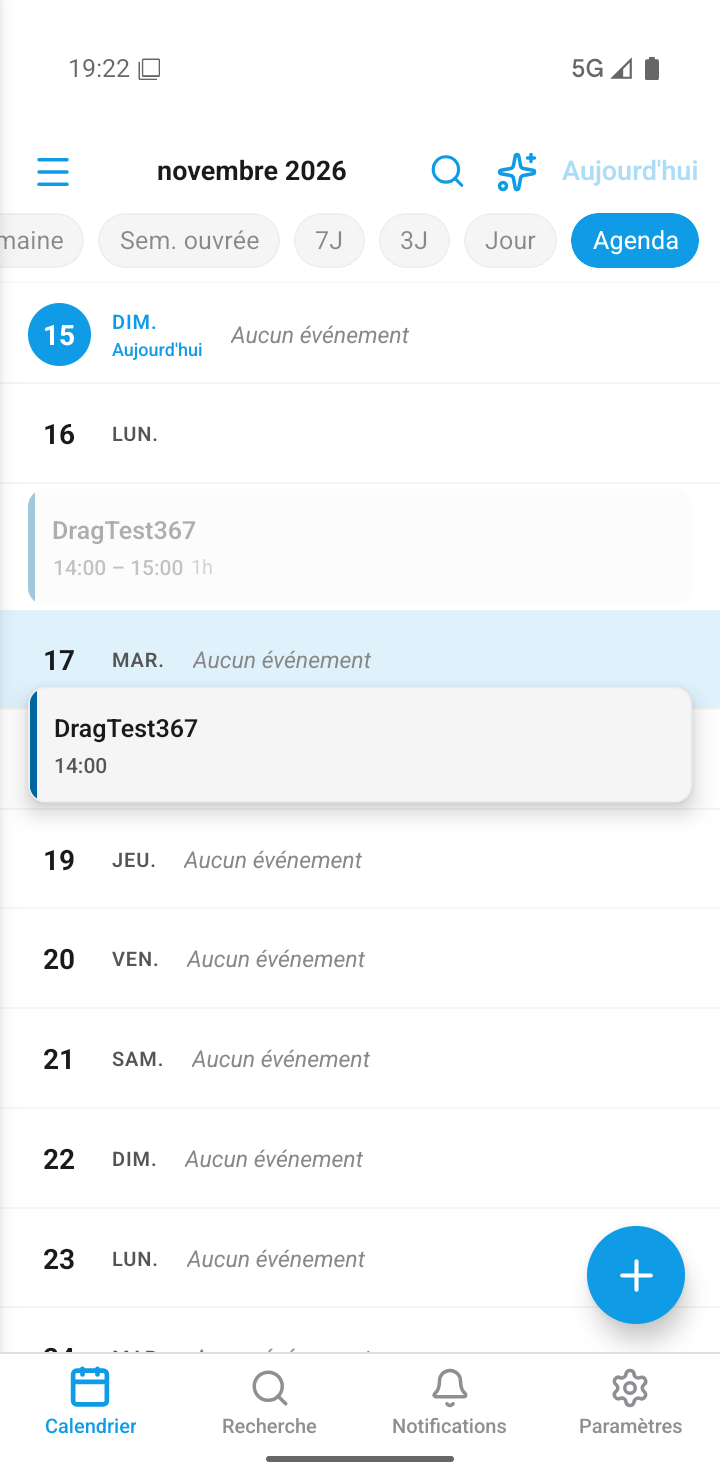 19:22
5G
novembre 2026
Aujourd'hui
maine
Sem. ouvrée
7J
3J
Jour
Agenda
15 DIM.
Aujourd'hui
Aucun événement
16 LUN.
DragTest367
14:00 – 15:00 1h
17 MAR. Aucun événement
DragTest367
14:00
19 JEU. Aucun événement
20 VEN. Aucun événement
21 SAM. Aucun événement
22 DIM. Aucun événement
23 LUN. Aucun événement
Calendrier
Recherche
Notifications
Paramètres